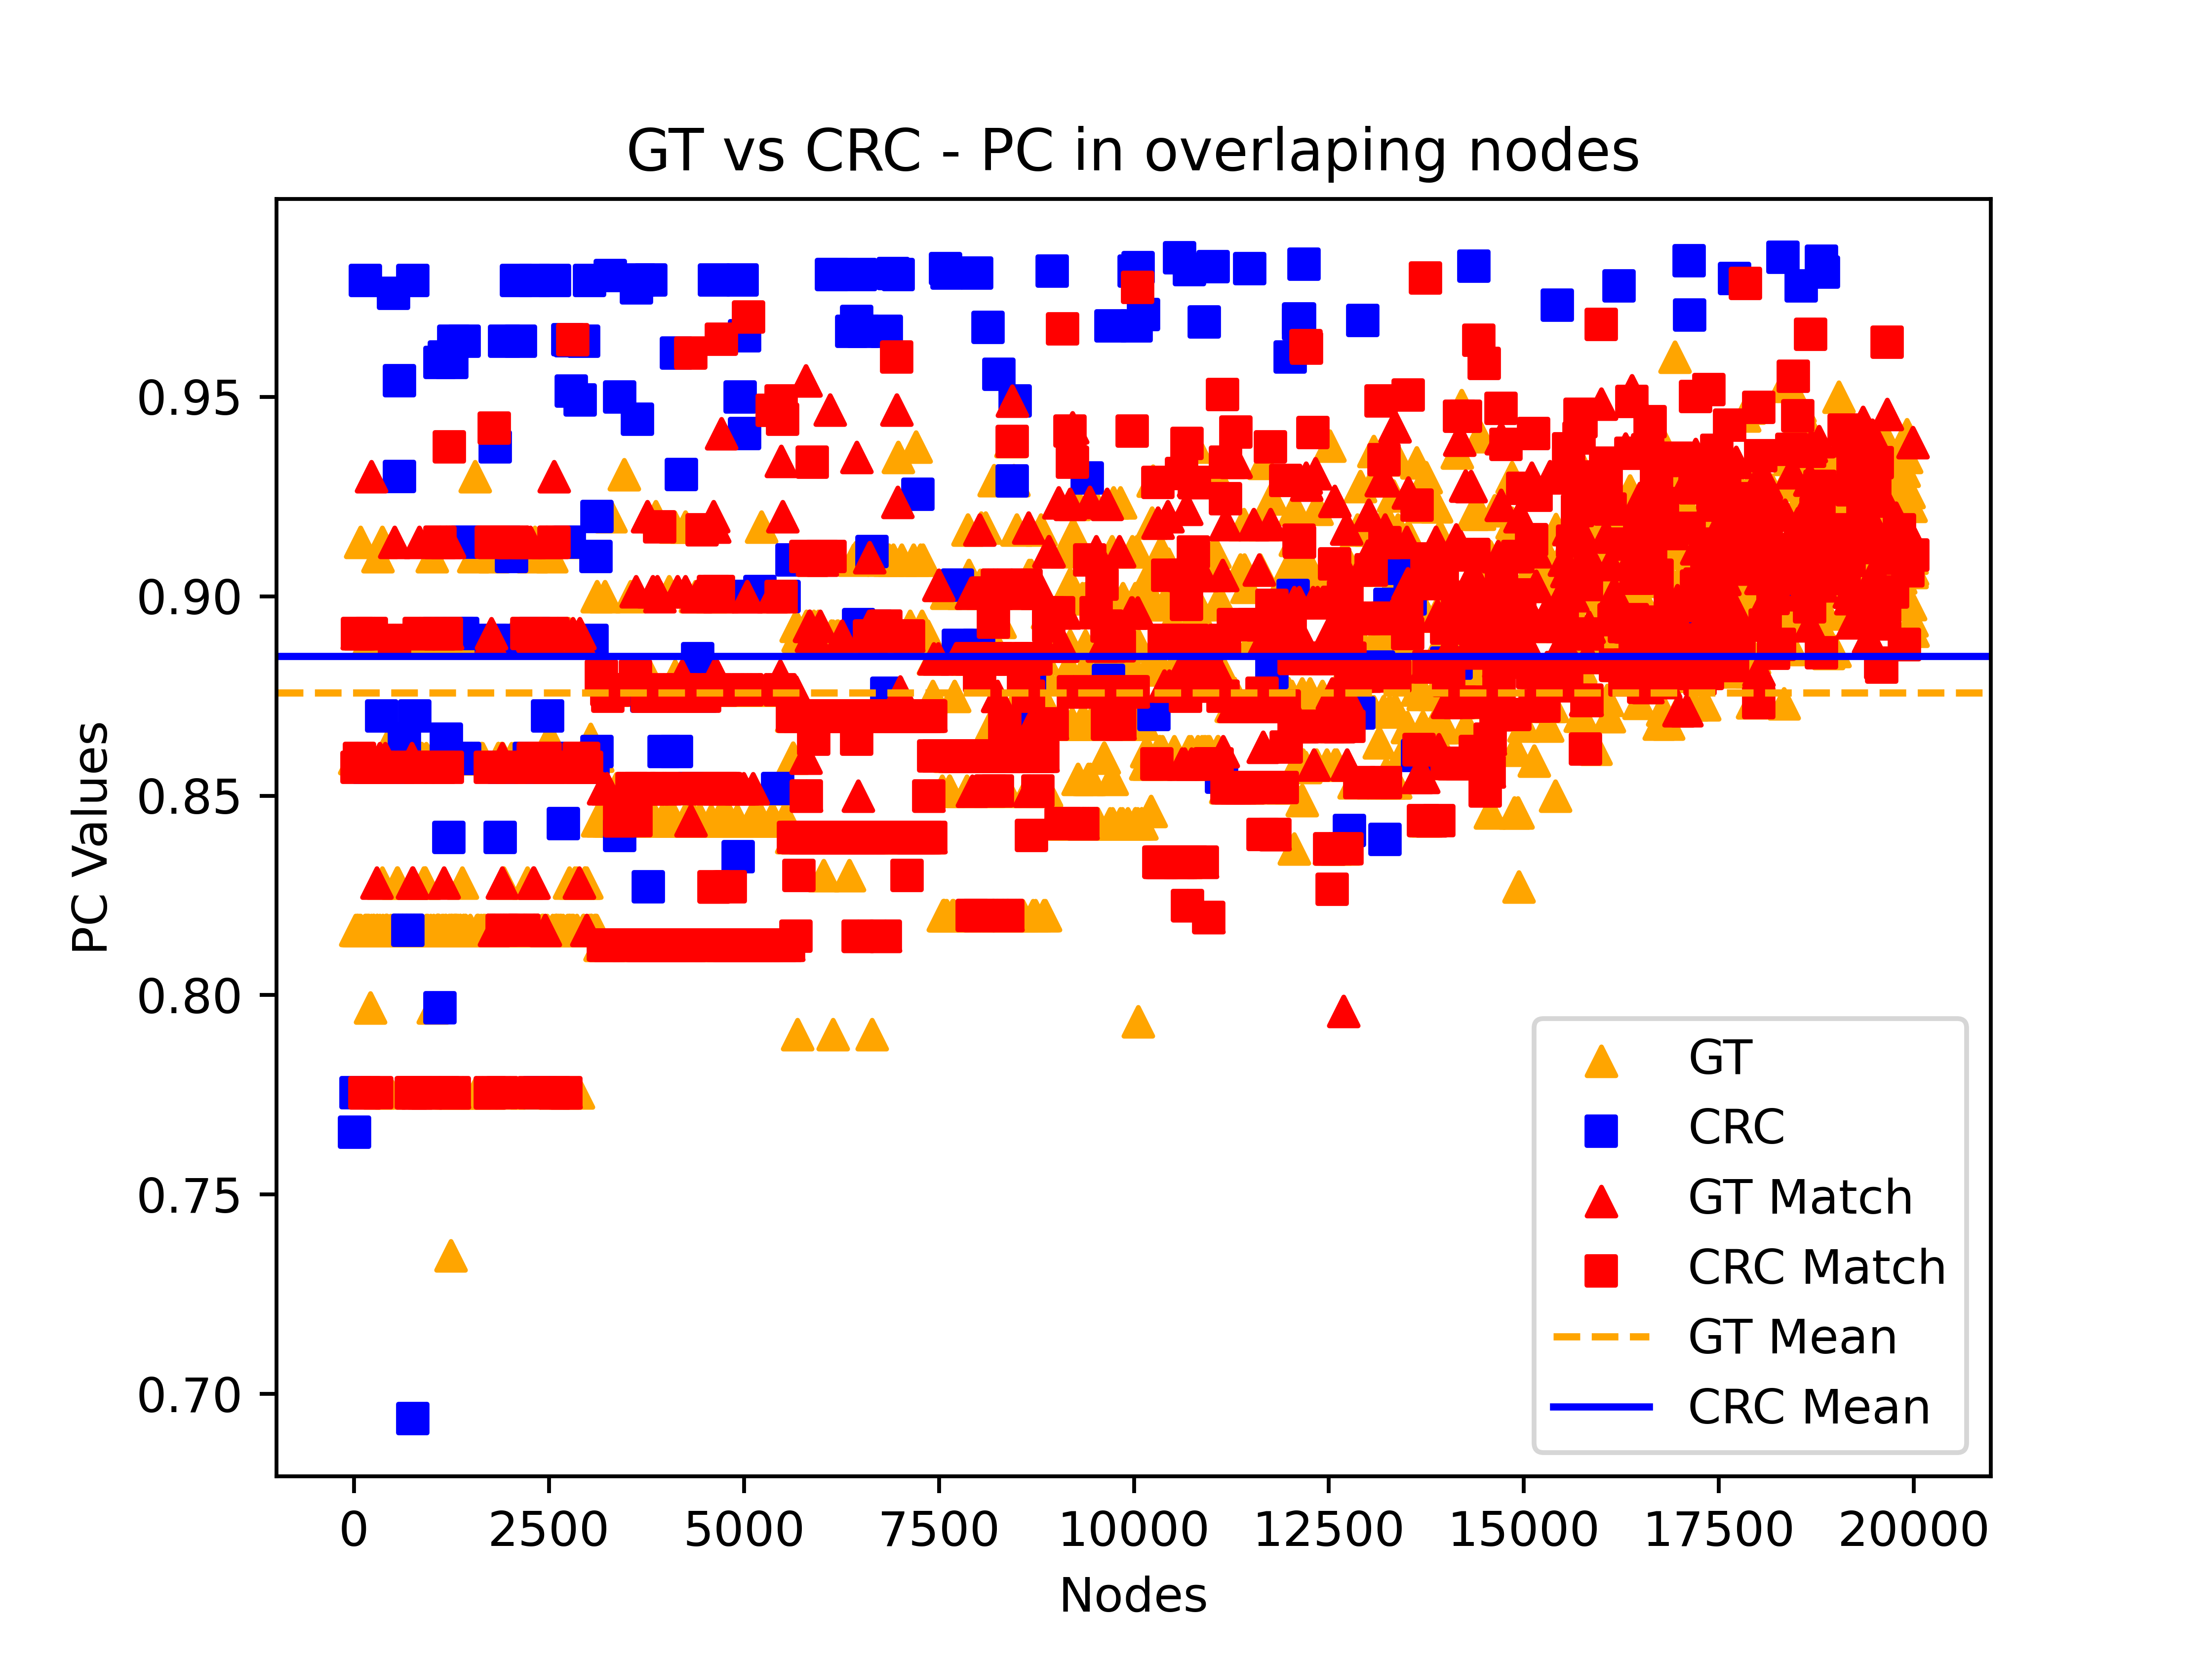 GT vs CRC - PC in overlaping nodes
PC Values
0.95
0.90
0.85
0.80
0.75
0.70
0
2500
5000
7500
10000
12500
15000
17500
20000
Nodes
GT
CRC
GT Match
CRC Match
GT Mean
CRC Mean